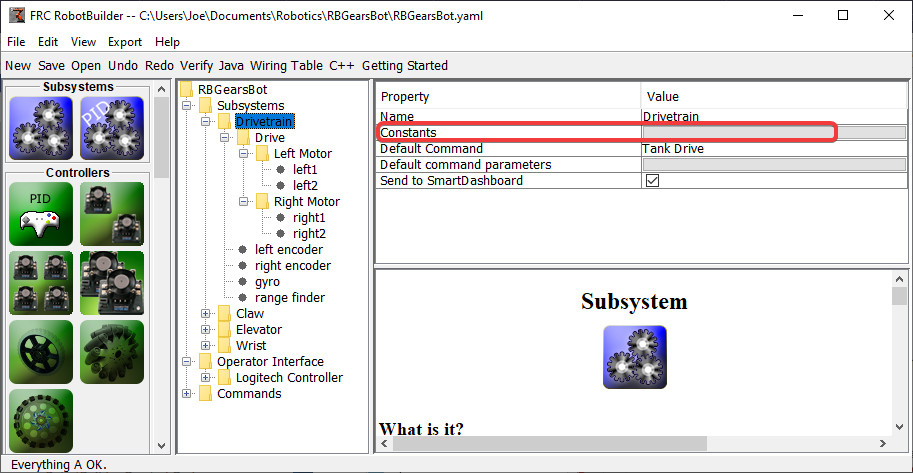 FRC RobotBuilder -- C:\Users\Joe\Documents\Robotics\RBGearsBot\RBGearsBot.yaml
File Edit View Export Help
New Save Open Undo Redo Verify Java Wiring Table C++ Getting Started
Subsystems
PID
Controllers
PID
RBGearsBot
Subsystems
Drivetrain
Drive
Left Motor
left1
left2
Right Motor
right1
right2
left encoder
right encoder
gyro
range finder
Claw
Elevator
Wrist
Operator Interface
Logitech Controller
Commands
Property Value
Name Drivetrain
Constants
Default Command Tank Drive
Default command parameters
Send to SmartDashboard
Subsystem
What is it?
Everything A OK.